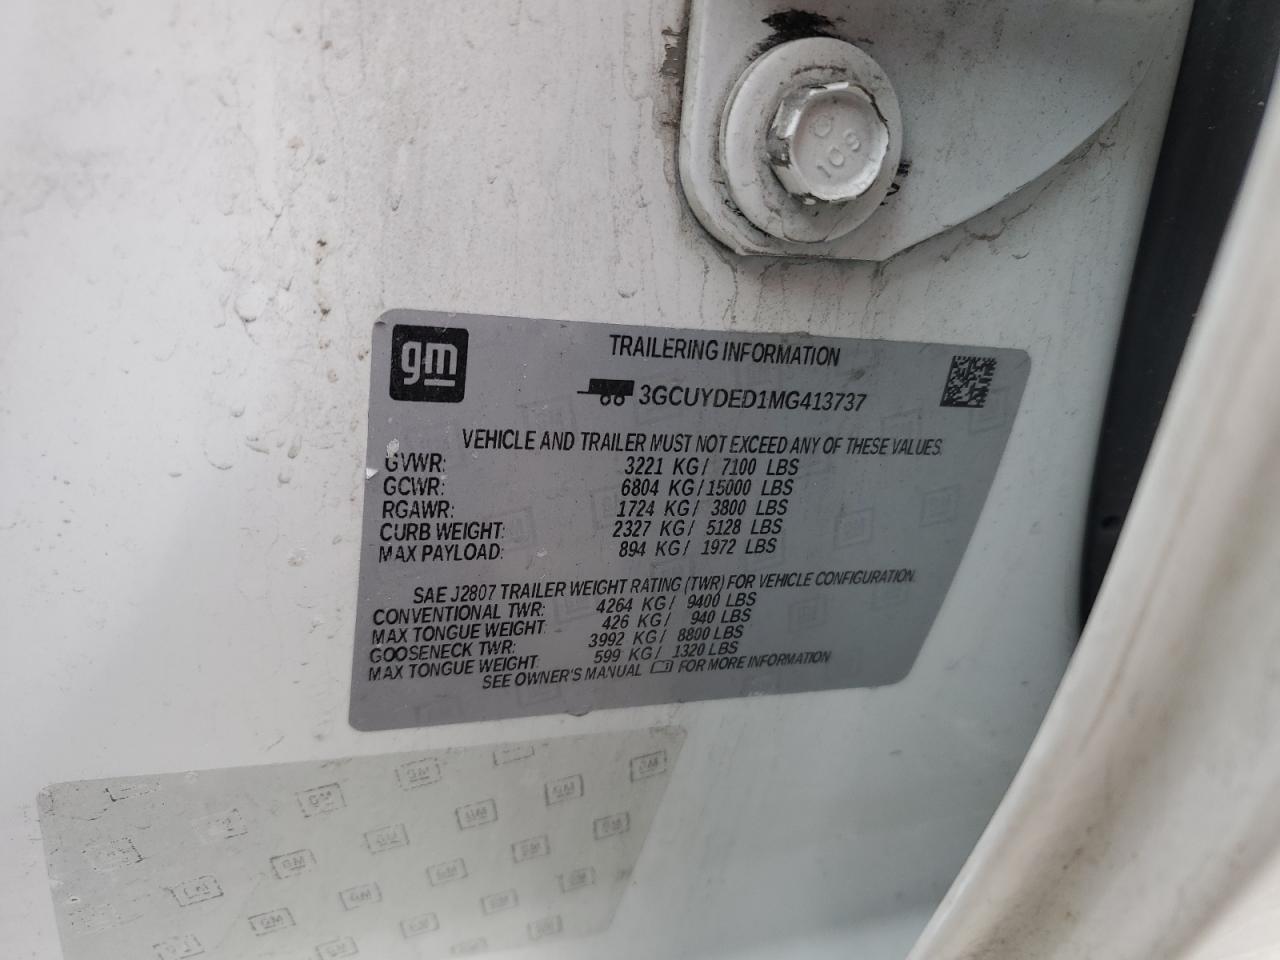 10.9
gm
TRAILERING INFORMATION
3GCUYDED1MG413737
VEHICLE AND TRAILER MUST NOT EXCEED ANY OF THESE VALUES.
GVWR: 3221 KG/ 7100 LBS
GCWR: 6804 KG/15000 LBS
RGAWR: 1724 KG/ 3800 LBS
CURB WEIGHT: 2327 KG/ 5128 LBS
MAX PAYLOAD: 894 KG/ 1972 LBS
SAE J2807 TRAILER WEIGHT RATING (TWR) FOR VEHICLE CONFIGURATION.
CONVENTIONAL TWR: 4264 KG/ 9400 LBS
MAX TONGUE WEIGHT: 426 KG/ 940 LBS
GOOSENECK TWR: 3992 KG/ 8800 LBS
MAX TONGUE WEIGHT: 599 KG/ 1320 LBS
SEE OWNER'S MANUAL FOR MORE INFORMATION